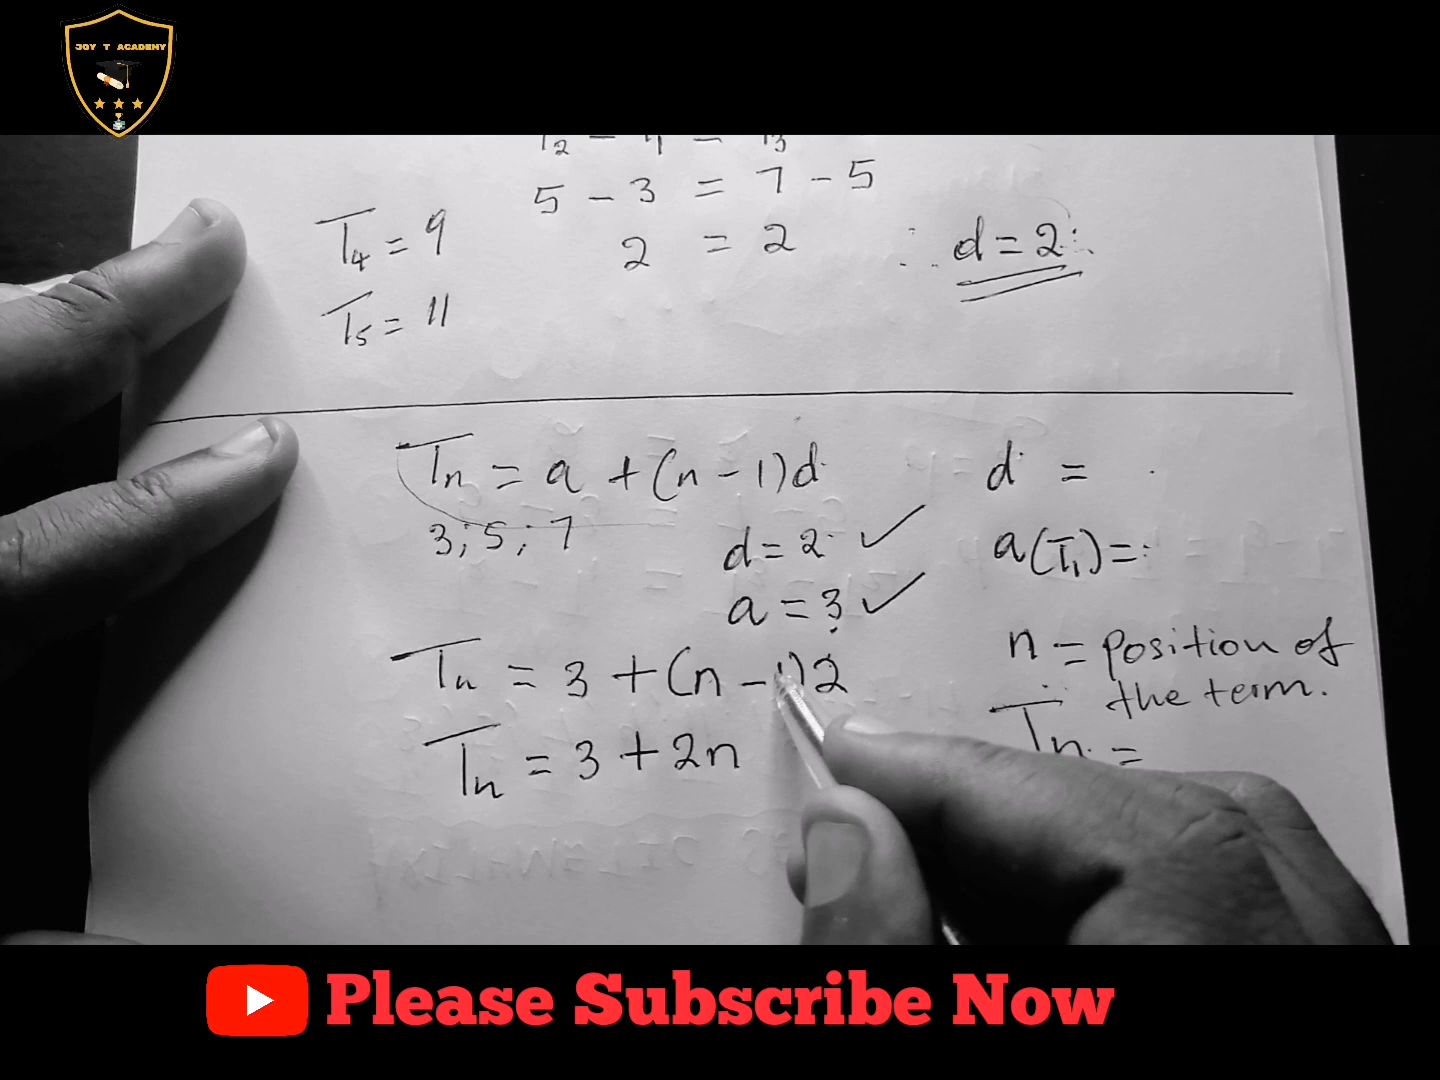 JOY T ACADEMY
5 - 3 = 7 - 5
T4 = 9
2 = 2 ∴ d = 2
T5 = 11
Tn = a + (n - 1)d
3; 5; 7
d = 2 ✓
a = 3 ✓
Tn = 3 + (n - 1)2
Tn = 3 + 2n
d =
a(T1) =
n = position of
the term.
Tn =
Please Subscribe Now